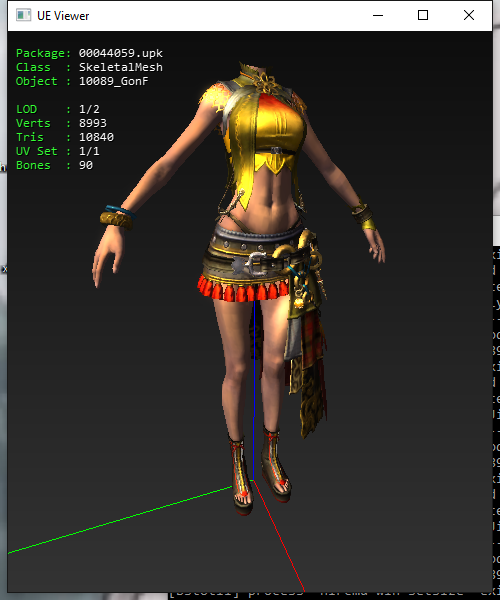 UE Viewer
Package: 00044059.upk
Class : SkeletalMesh
Object : 10089_GonF
LOD : 1/2
Verts : 8993
Tris : 10840
UV Set : 1/1
Bones : 90